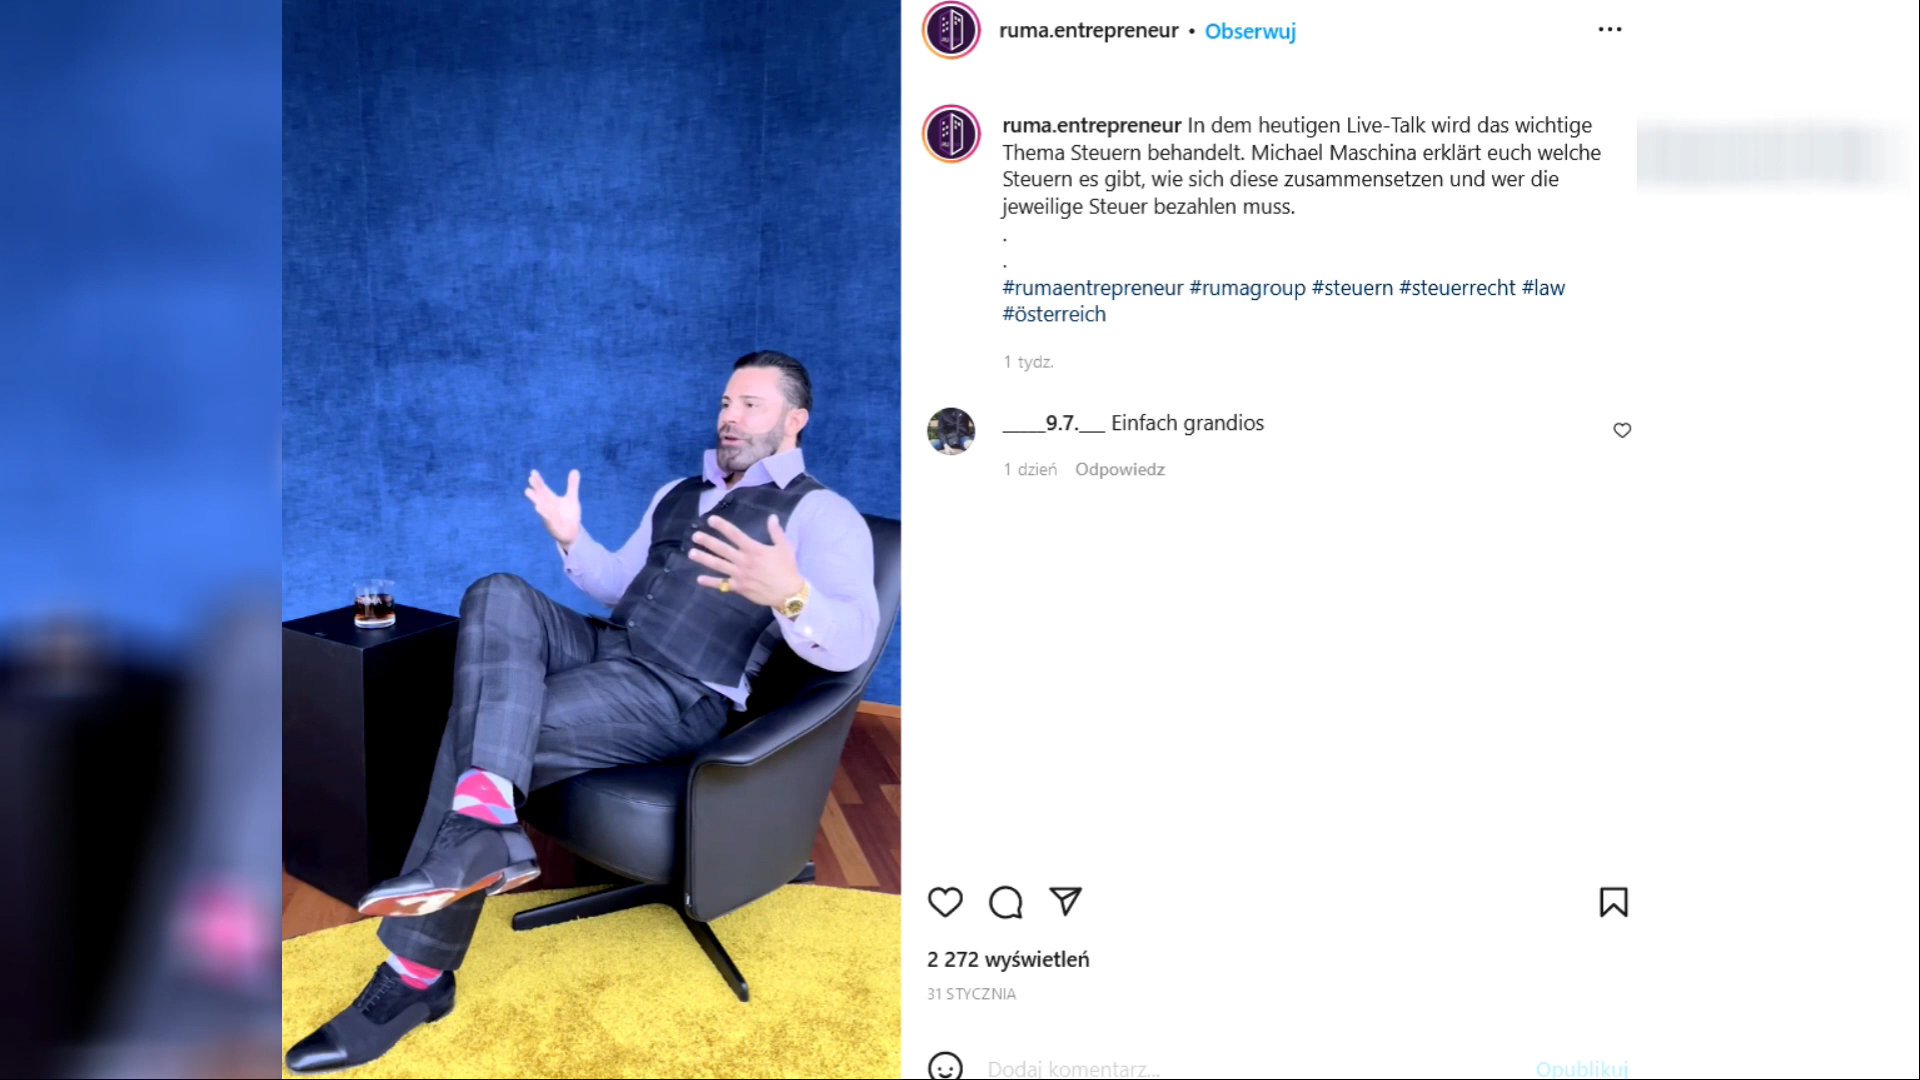 ruma.entrepreneur • Obserwuj
ruma.entrepreneur In dem heutigen Live-Talk wird das wichtige
Thema Steuern behandelt. Michael Maschina erklärt euch welche
Steuern es gibt, wie sich diese zusammensetzen und wer die
jeweilige Steuer bezahlen muss.
.
.
#rumaentrepreneur #rumagroup #steuern #steuerrecht #law
#österreich
1 tydz.
_____9.7.___ Einfach grandios
1 dzień Odpowiedz
2 272 wyświetleń
31 STYCZNIA
Dodaj komentarz... Opublikuj